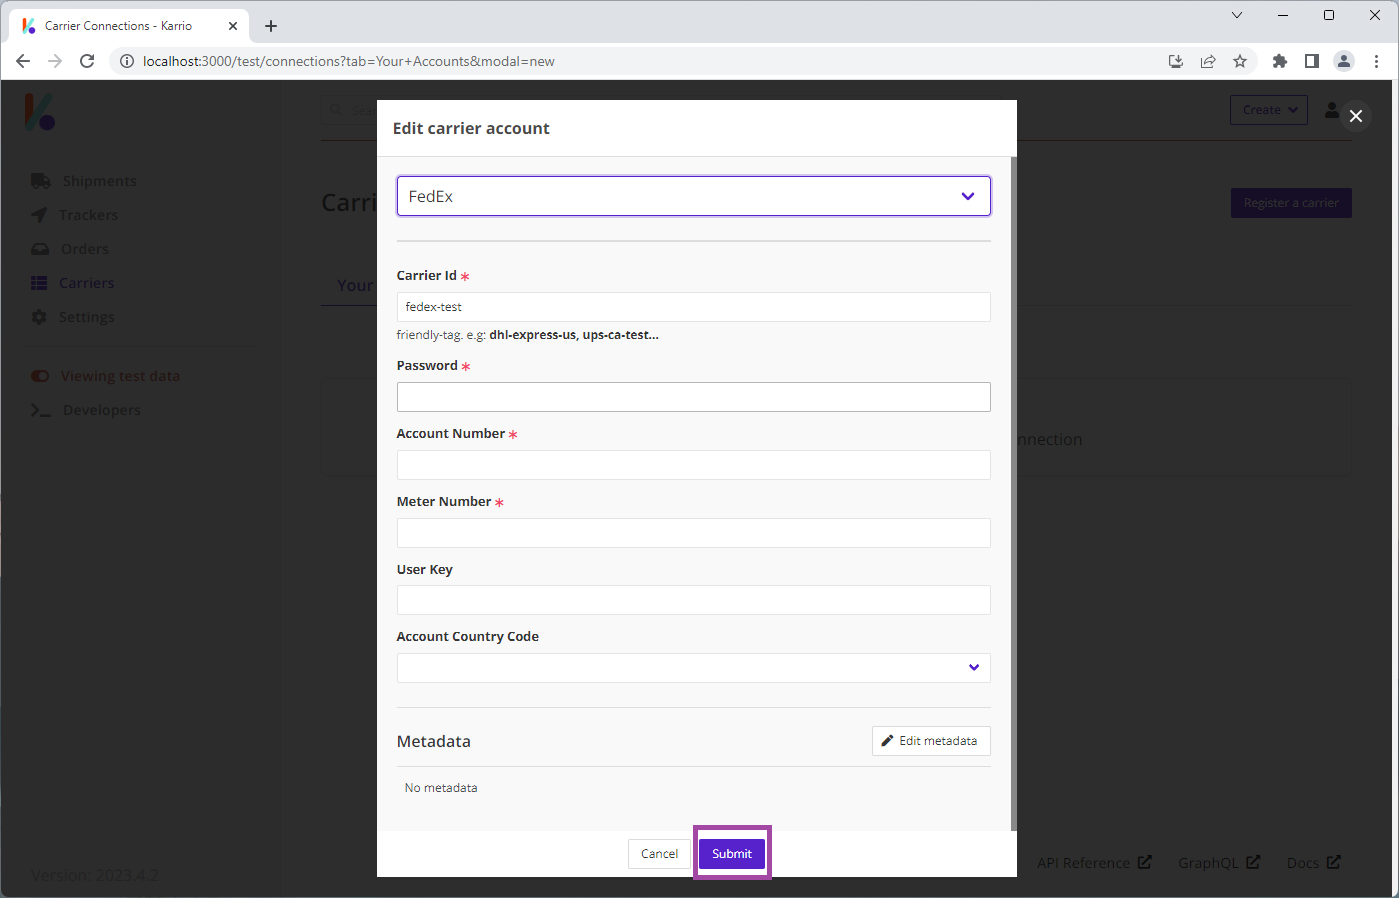 Carrier Connections - Karrio
localhost:3000/test/connections?tab=Your+Accounts&modal=new
Create
Edit carrier account
Shipments
Trackers
Orders
Carriers
Settings
Viewing test data
Developers
Carri
Register a carrier
Your
nnection
FedEx
Carrier Id *
fedex-test
friendly-tag. e.g: dhl-express-us, ups-ca-test...
Password *
Account Number *
Meter Number *
User Key
Account Country Code
Metadata
Edit metadata
No metadata
Cancel
Submit
API Reference
GraphQL
Docs
Version: 2023.4.2